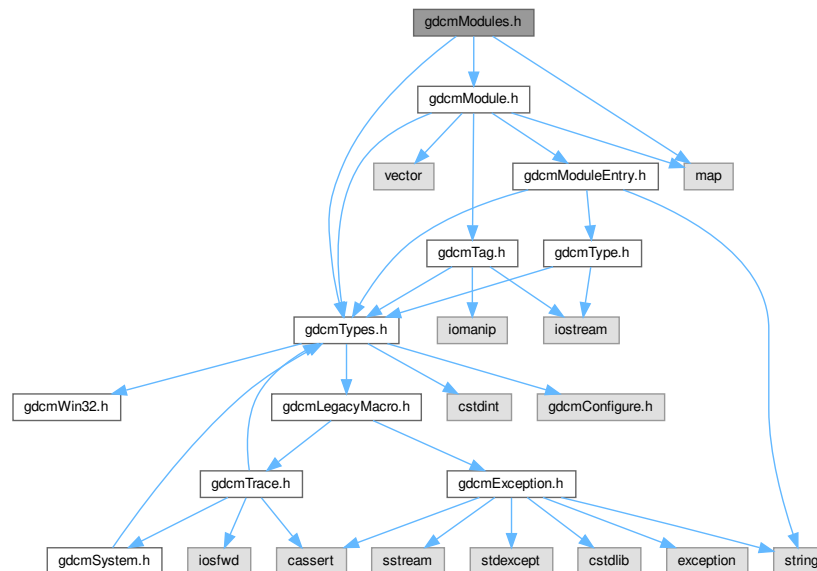 gdcmModules.h
gdcmModule.h
vector
gdcmModuleEntry.h
map
gdcmTag.h
gdcmType.h
gdcmTypes.h
iomanip
iostream
gdcmWin32.h
gdcmLegacyMacro.h
cstdint
gdcmConfigure.h
gdcmTrace.h
gdcmException.h
gdcmSystem.h
iosfwd
cassert
sstream
stdexcept
cstdlib
exception
string